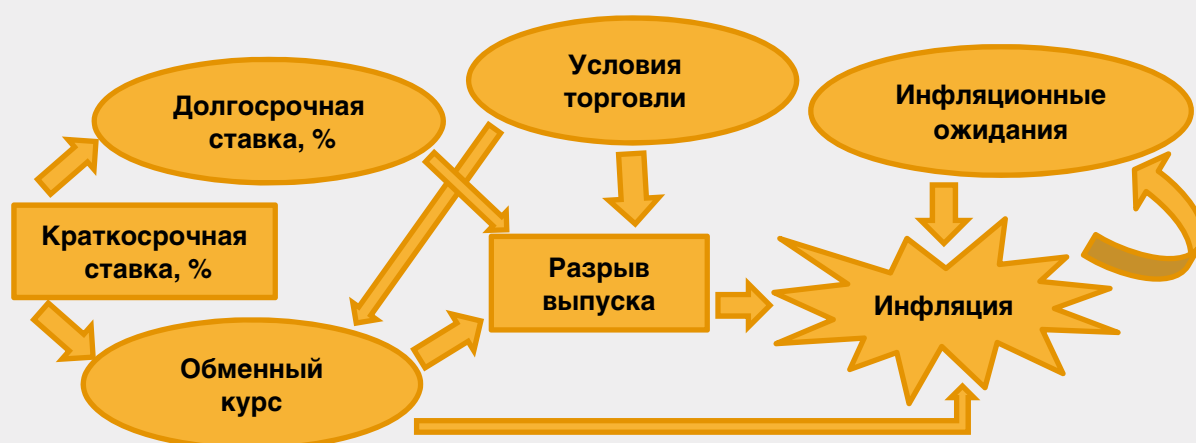 Долгосрочная
ставка, %
Условия
торговли
Инфляционные
ожидания
Краткосрочная
ставка, %
Разрыв
выпуска
Инфляция
Обменный
курс